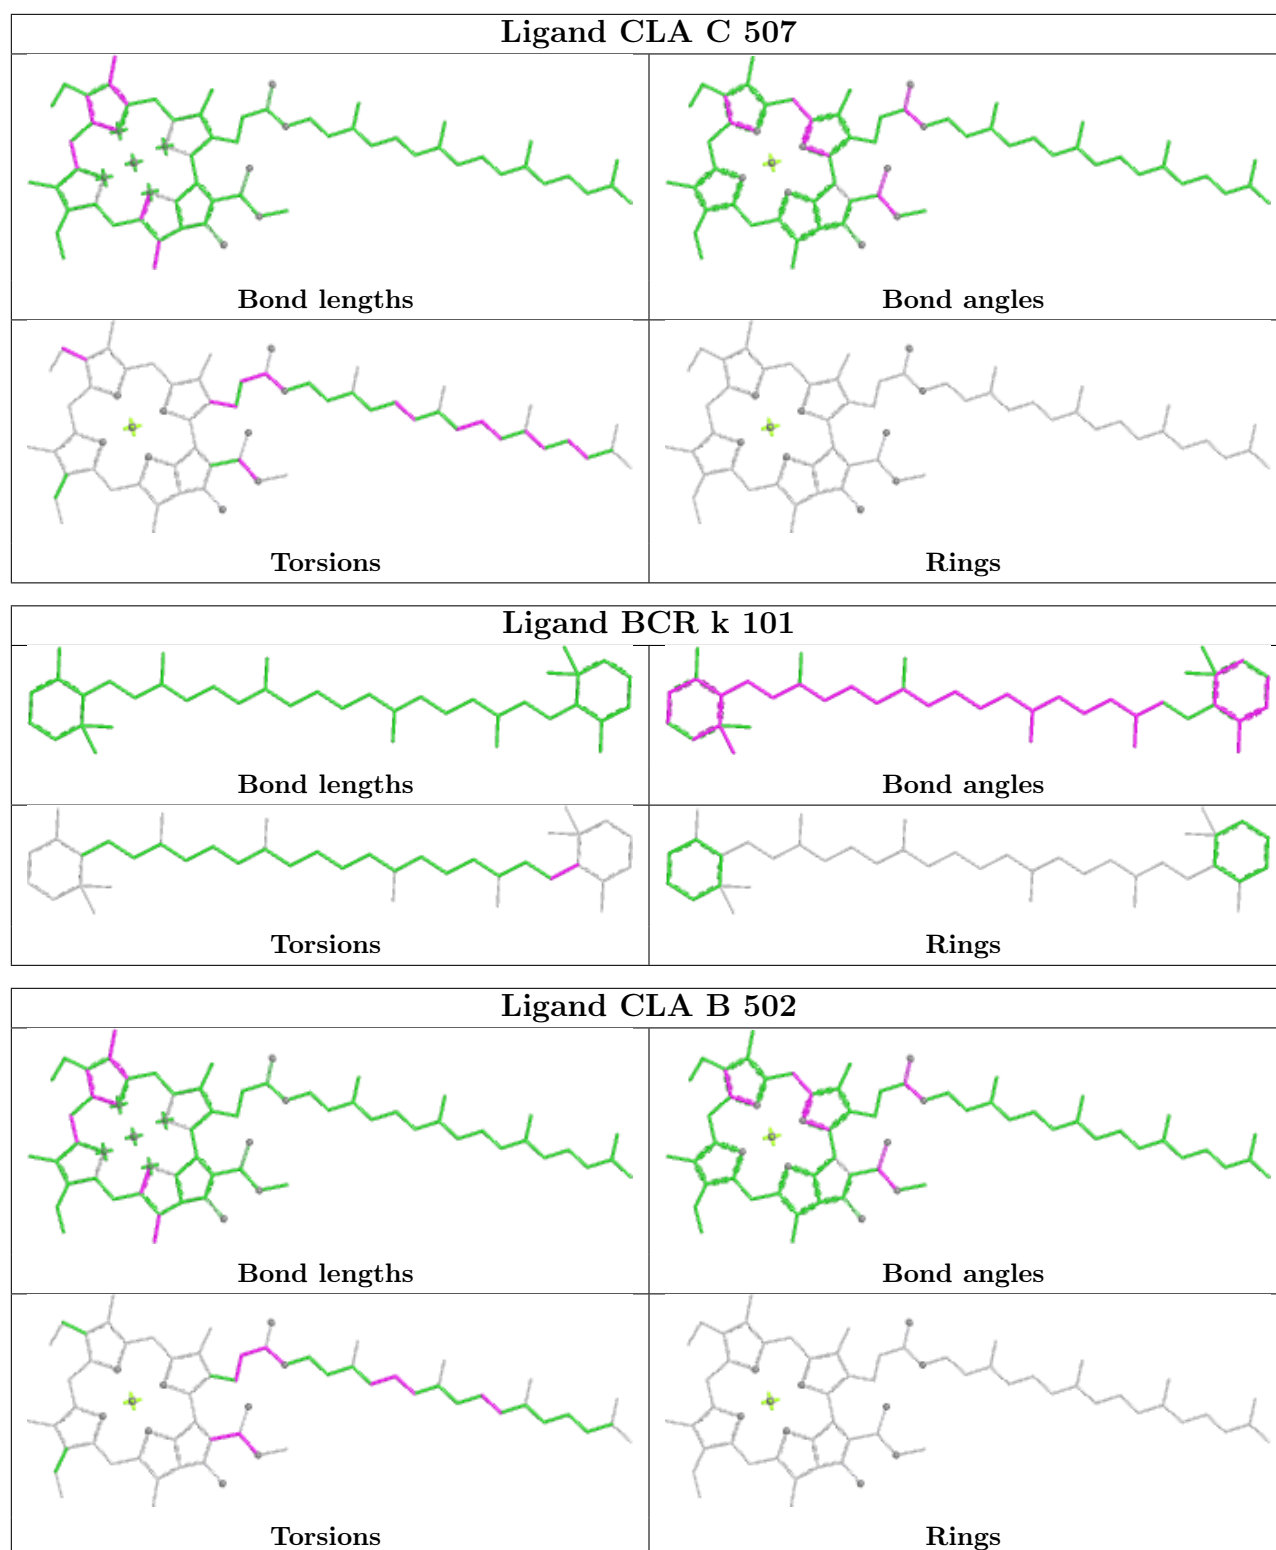 Ligand CLA C 507
Bond lengths
Bond angles
Torsions
Rings
Ligand BCR k 101
Bond lengths
Bond angles
Torsions
Rings
Ligand CLA B 502
Bond lengths
Bond angles
Torsions
Rings